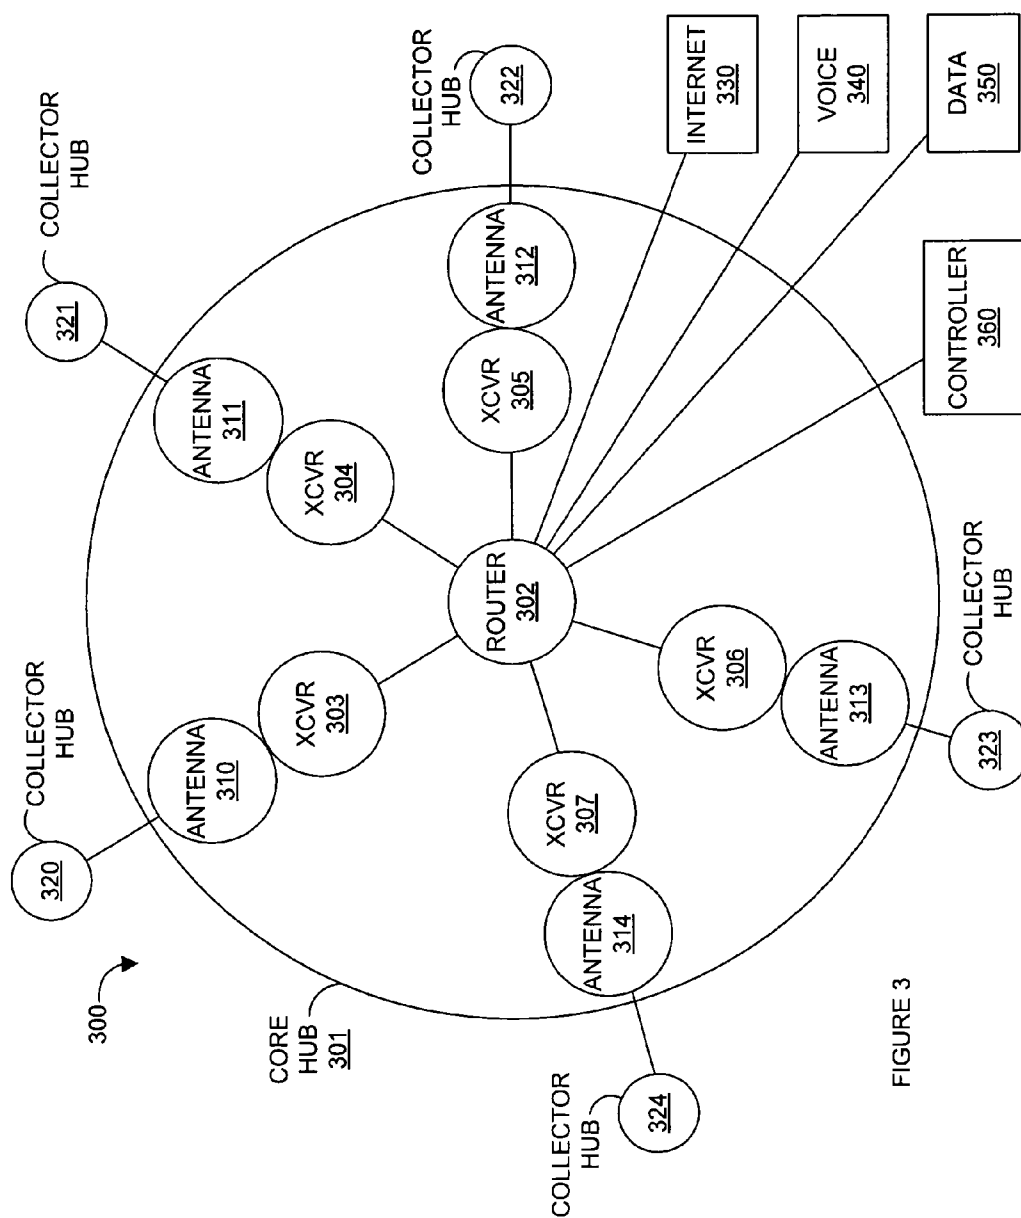 300
CORE
HUB
301
COLLECTOR
HUB
320
COLLECTOR
HUB
321
COLLECTOR
HUB
322
COLLECTOR
HUB
323
COLLECTOR
HUB
324
ANTENNA
310
XCVR
303
ANTENNA
311
XCVR
304
ANTENNA
312
XCVR
305
ROUTER
302
XCVR
306
ANTENNA
313
XCVR
307
ANTENNA
314
INTERNET
330
VOICE
340
DATA
350
CONTROLLER
360
FIGURE 3